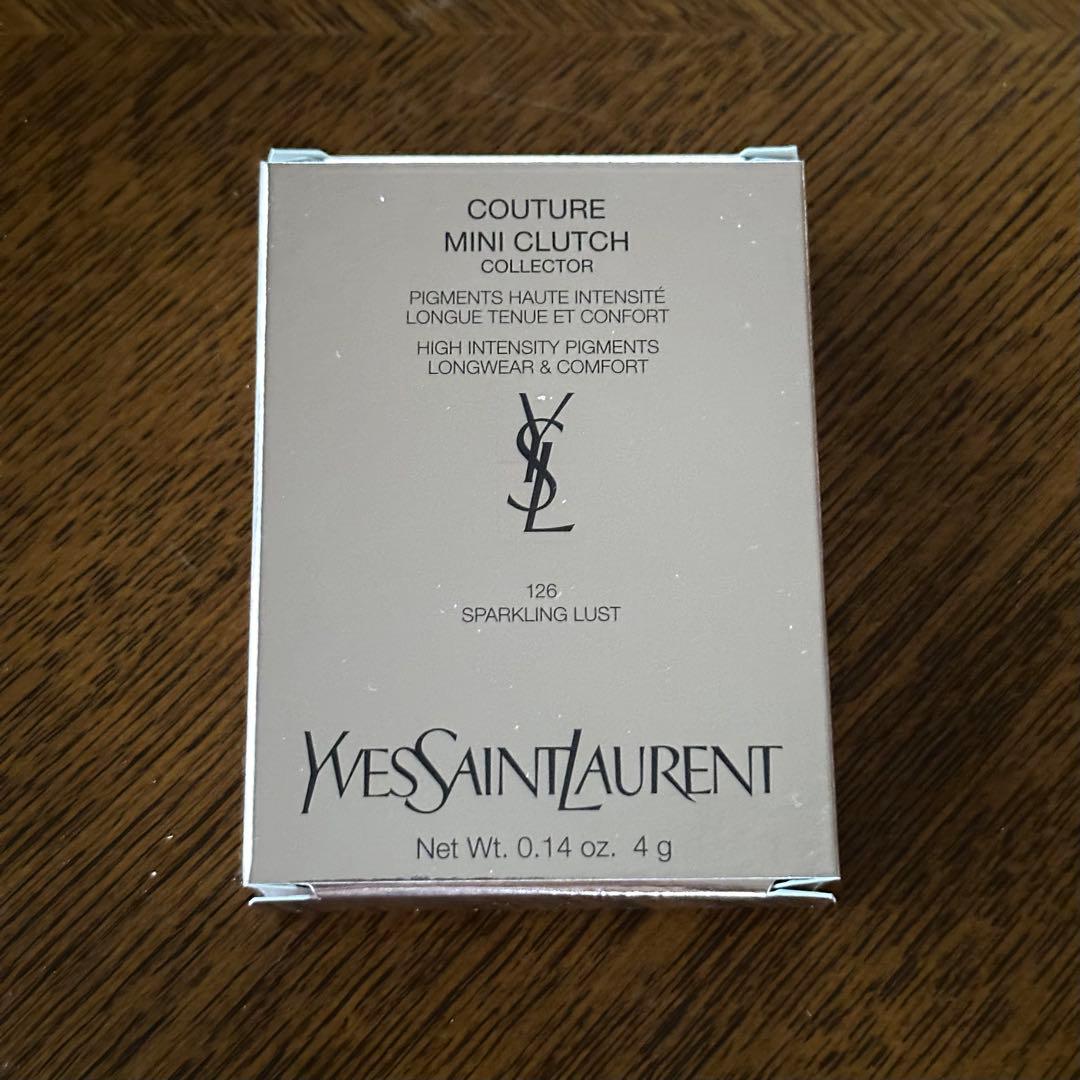 COUTURE
MINI CLUTCH
COLLECTOR
PIGMENTS HAUTE INTENSITÉ
LONGUE TENUE ET CONFORT
HIGH INTENSITY PIGMENTS
LONGWEAR & COMFORT
YSL
126
SPARKLING LUST
YVESSAINTLAURENT
Net Wt. 0.14 oz. 4 g